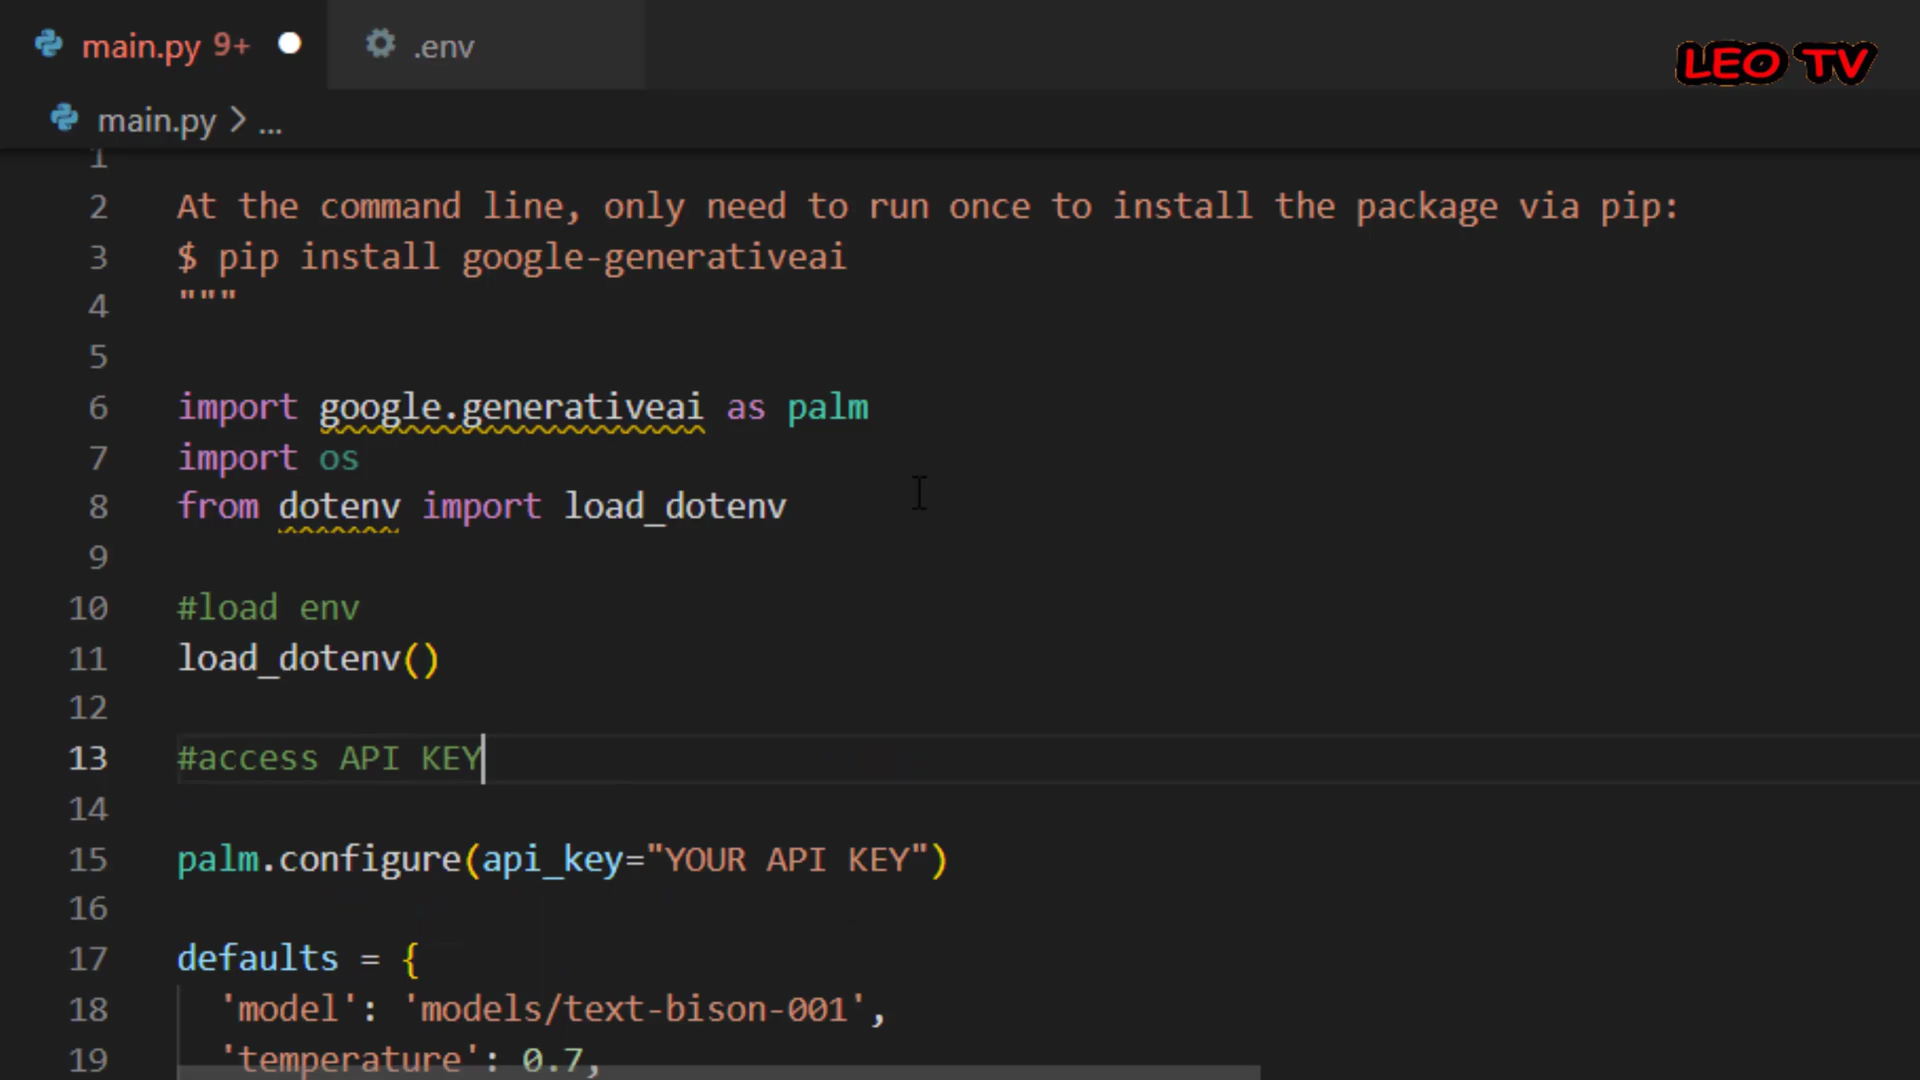 main.py 9+ .env
LEO TV
main.py > ...
1
2 At the command line, only need to run once to install the package via pip:
3 $ pip install google-generativeai
4 """
5
6 import google.generativeai as palm
7 import os
8 from dotenv import load_dotenv
9
10 #load env
11 load_dotenv()
12
13 #access API KEY
14
15 palm.configure(api_key="YOUR API KEY")
16
17 defaults = {
18 'model': 'models/text-bison-001',
19 'temperature': 0.7,